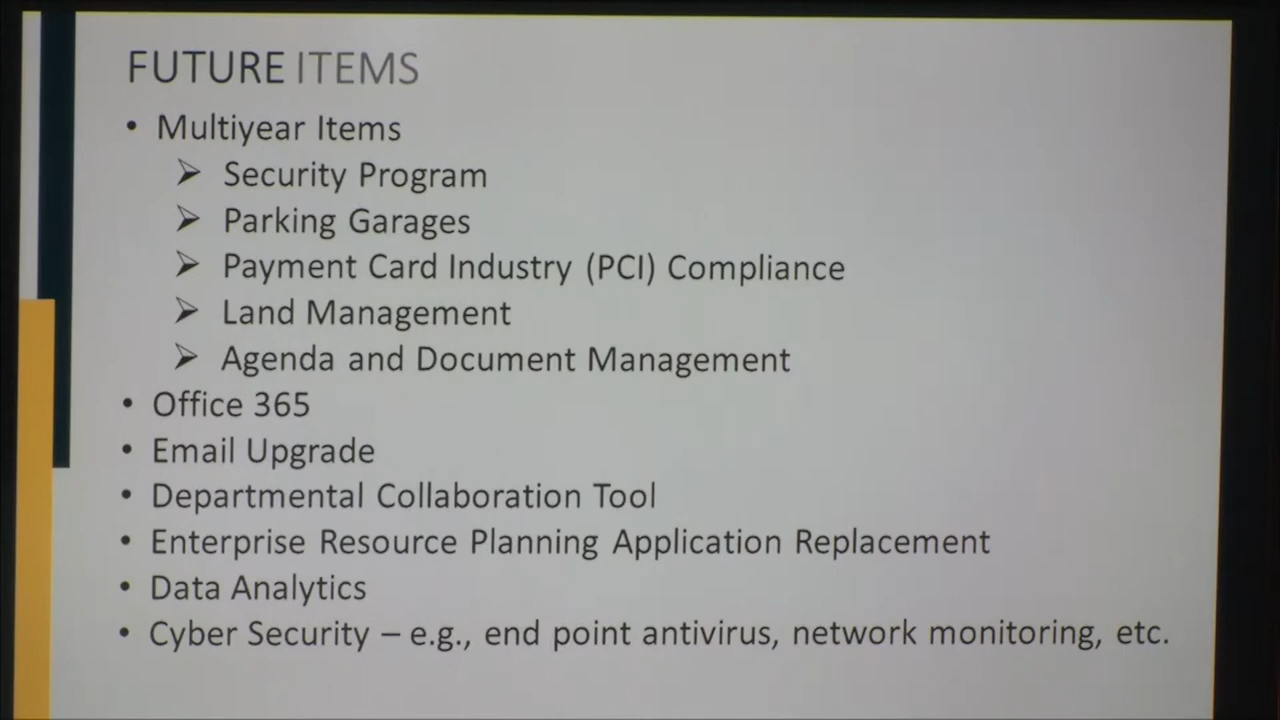 FUTURE ITEMS
• Multiyear Items
➢ Security Program
➢ Parking Garages
➢ Payment Card Industry (PCI) Compliance
➢ Land Management
➢ Agenda and Document Management
• Office 365
• Email Upgrade
• Departmental Collaboration Tool
• Enterprise Resource Planning Application Replacement
• Data Analytics
• Cyber Security – e.g., end point antivirus, network monitoring, etc.